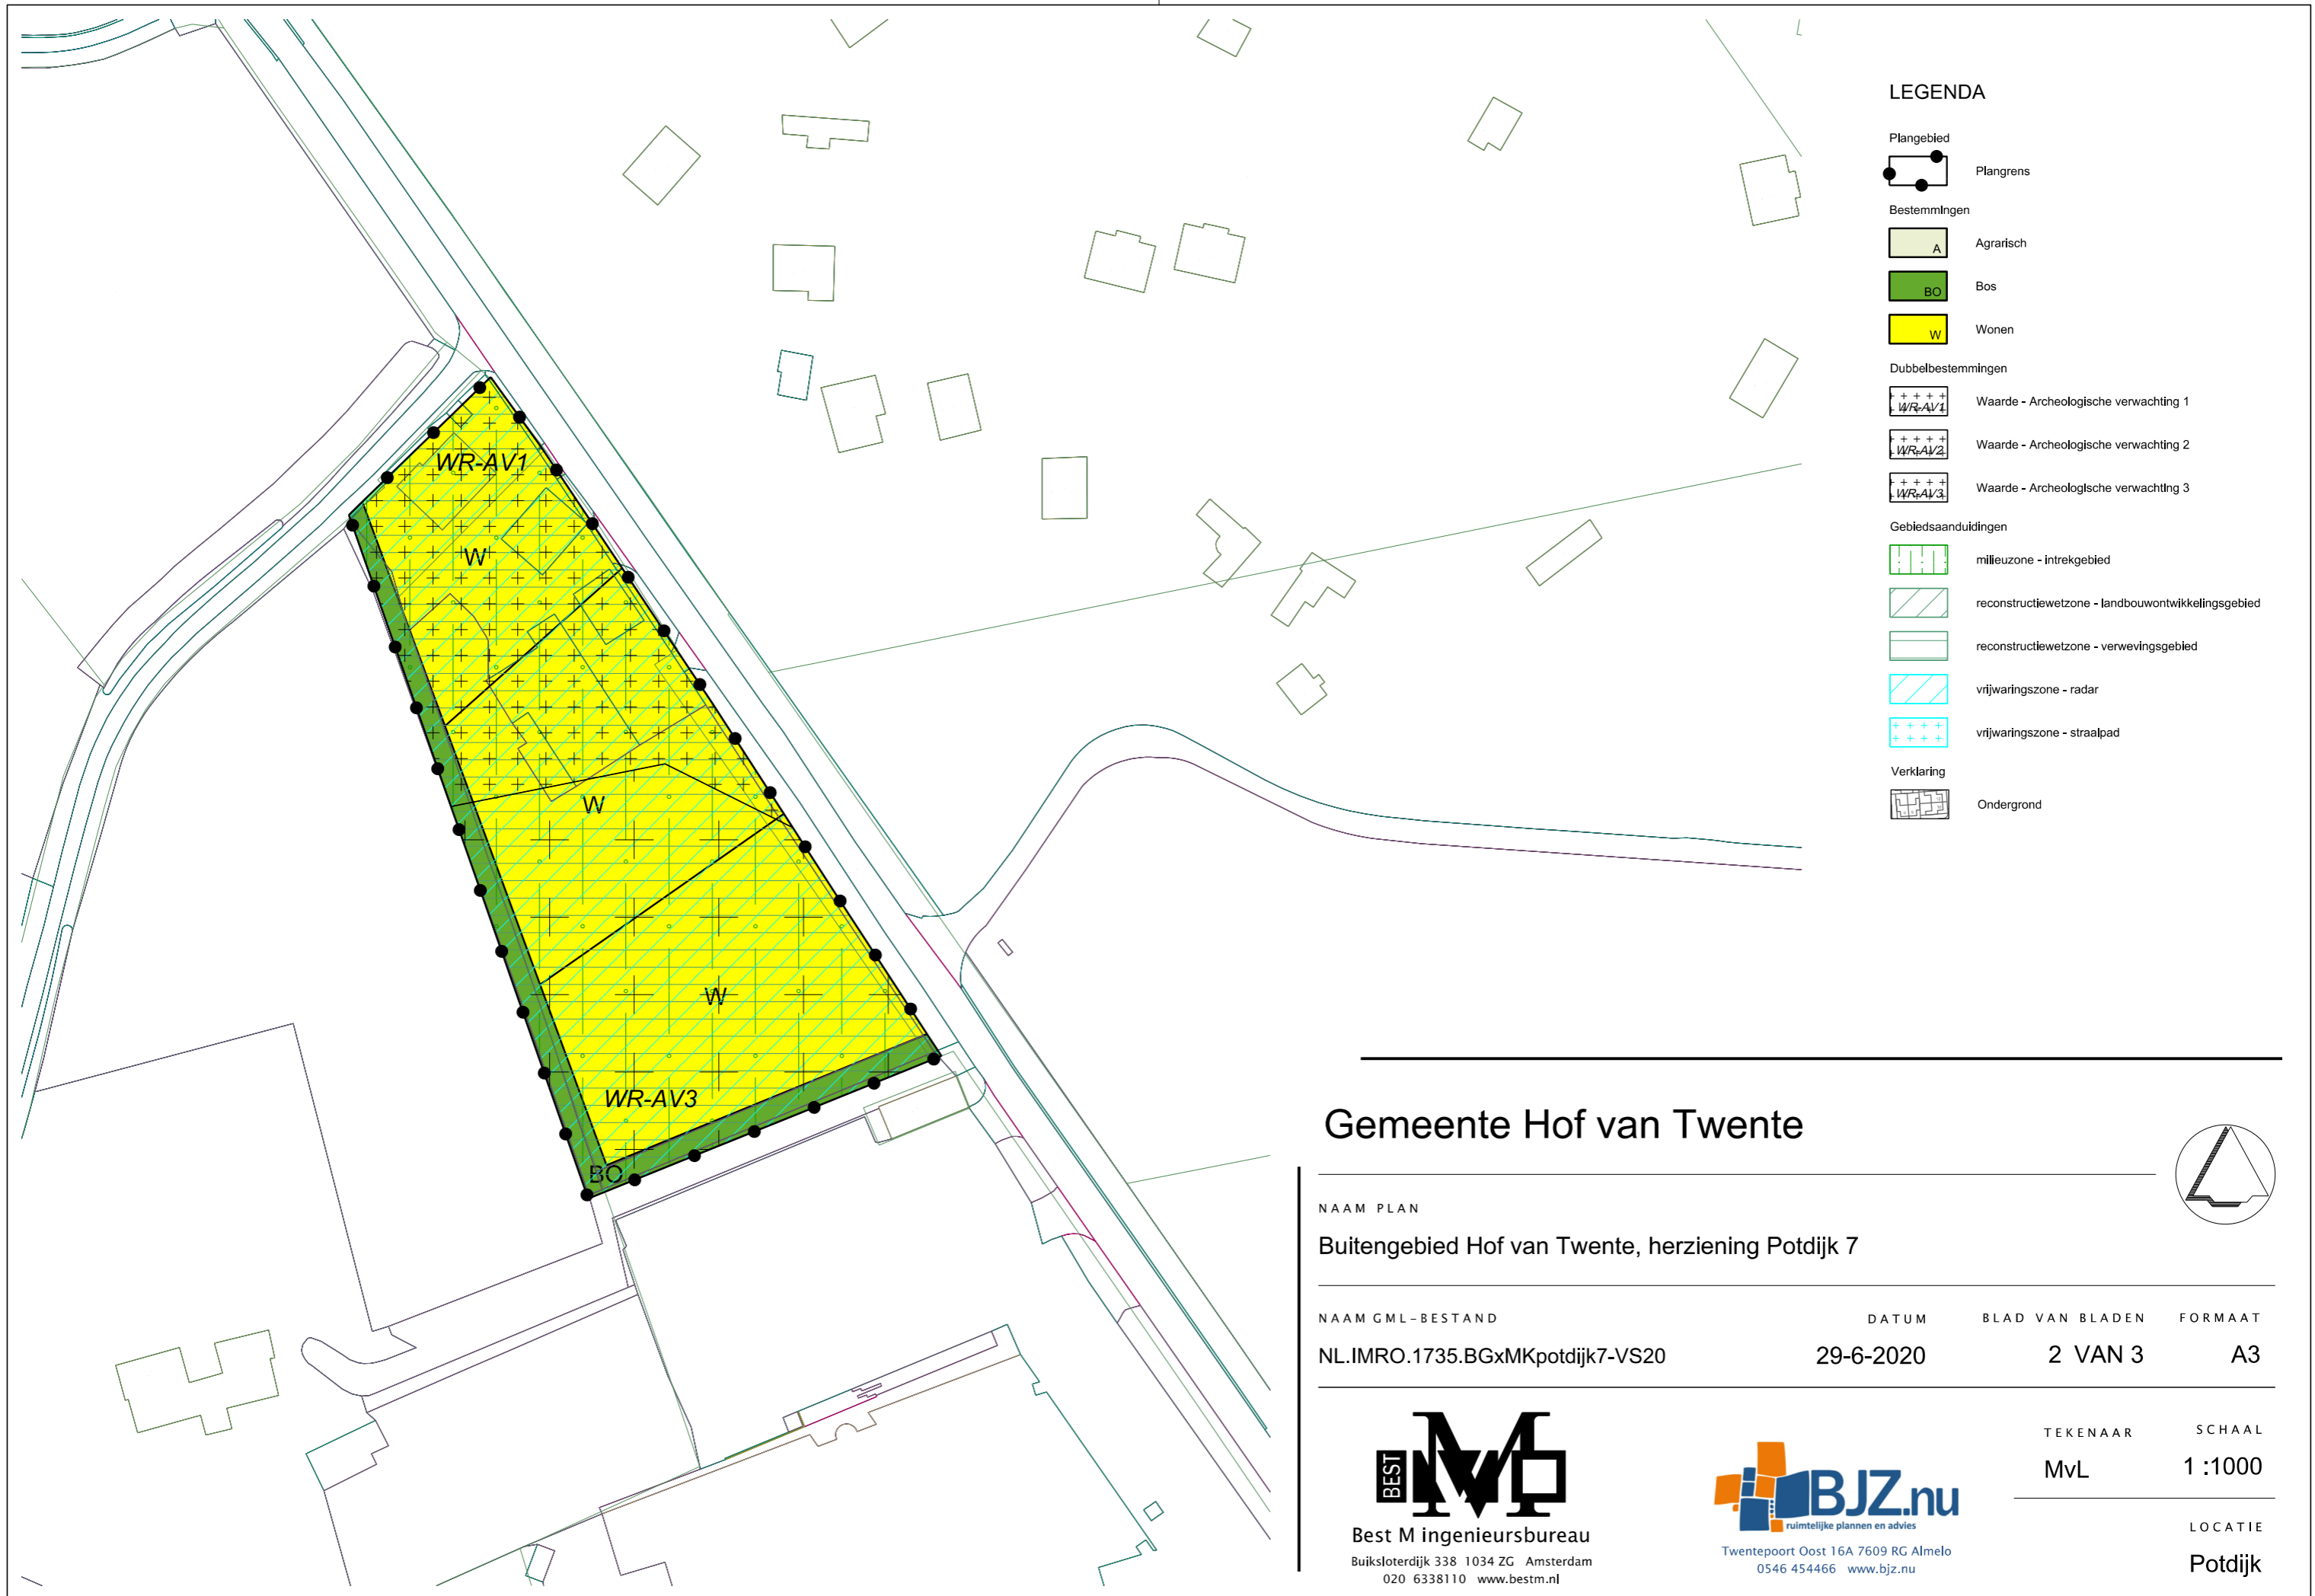 WR-AV1
W
W
W
WR-AV3
BO
LEGENDA
Plangebied
Plangrens
Bestemmingen
A Agrarisch
BO Bos
W Wonen
Dubbelbestemmingen
WR-AV1 Waarde - Archeologische verwachting 1
WR-AV2 Waarde - Archeologische verwachting 2
WR-AV3 Waarde - Archeologische verwachting 3
Gebiedsaanduidingen
milieuzone - intrekgebied
reconstructiewetzone - landbouwontwikkelingsgebied
reconstructiewetzone - verwevingsgebied
vrijwaringszone - radar
vrijwaringszone - straalpad
Verklaring
Ondergrond
Gemeente Hof van Twente
NAAM PLAN
Buitengebied Hof van Twente, herziening Potdijk 7
NAAM GML-BESTAND DATUM BLAD VAN BLADEN FORMAAT
NL.IMRO.1735.BGxMKpotdijk7-VS20 29-6-2020 2 VAN 3 A3
BEST M
Best M ingenieursbureau
Buiksloterdijk 338 1034 ZG Amsterdam
020 6338110 www.bestm.nl
BJZ.nu
ruimtelijke plannen en advies
Twentepoort Oost 16A 7609 RG Almelo
0546 454466 www.bjz.nu
TEKENAAR SCHAAL
MvL 1 :1000
LOCATIE
Potdijk